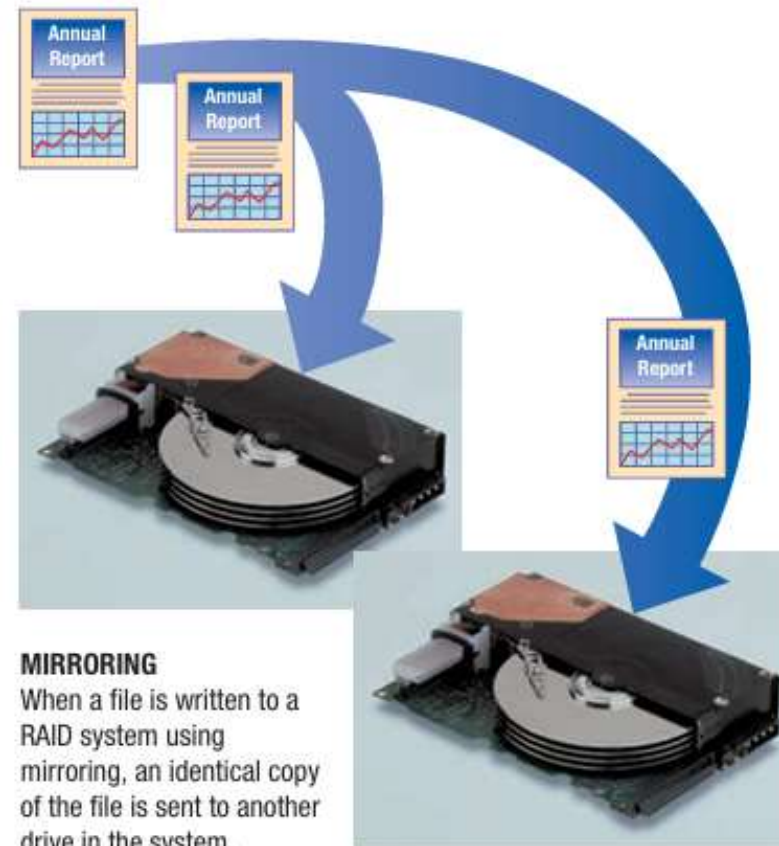 Annual
Report
Annual
Report
Annual
Report
MIRRORING
When a file is written to a
RAID system using
mirroring, an identical copy
of the file is sent to another
drive in the system.